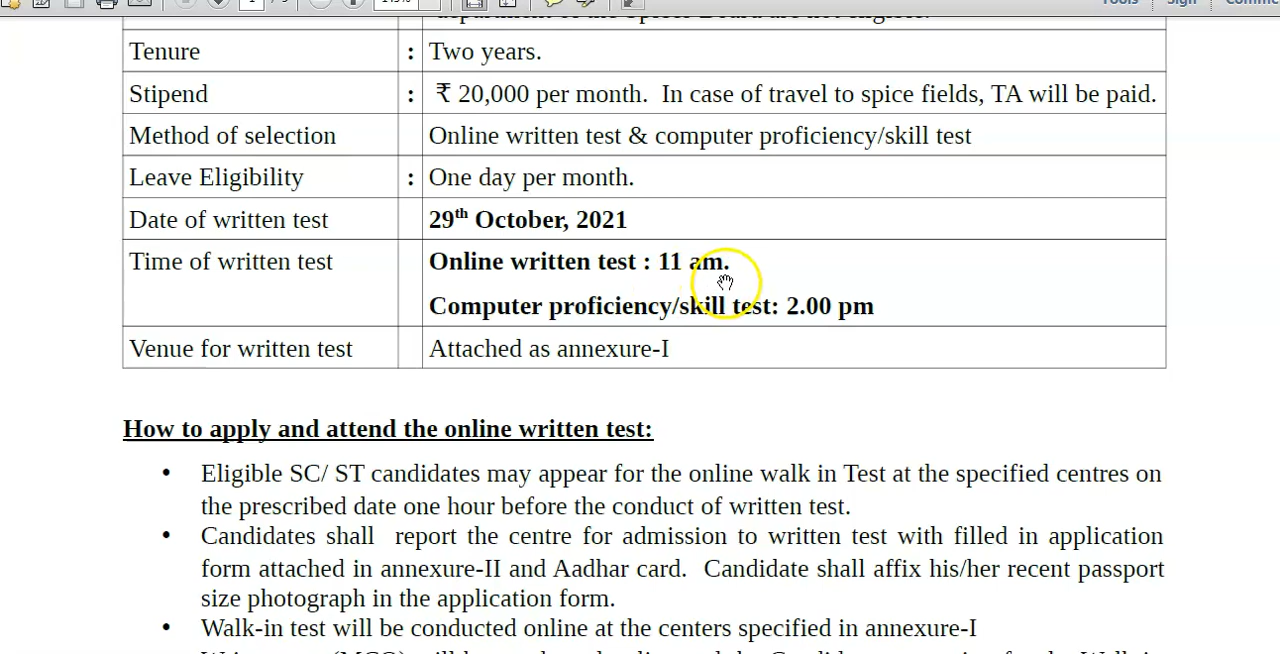 Tools Sign
Tenure : Two years.
Stipend : ₹ 20,000 per month. In case of travel to spice fields, TA will be paid.
Method of selection Online written test & computer proficiency/skill test
Leave Eligibility : One day per month.
Date of written test 29th October, 2021
Time of written test Online written test : 11 am.
Computer proficiency/skill test: 2.00 pm
Venue for written test Attached as annexure-I
How to apply and attend the online written test:
• Eligible SC/ ST candidates may appear for the online walk in Test at the specified centres on
the prescribed date one hour before the conduct of written test.
• Candidates shall report the centre for admission to written test with filled in application
form attached in annexure-II and Aadhar card. Candidate shall affix his/her recent passport
size photograph in the application form.
• Walk-in test will be conducted online at the centers specified in annexure-I